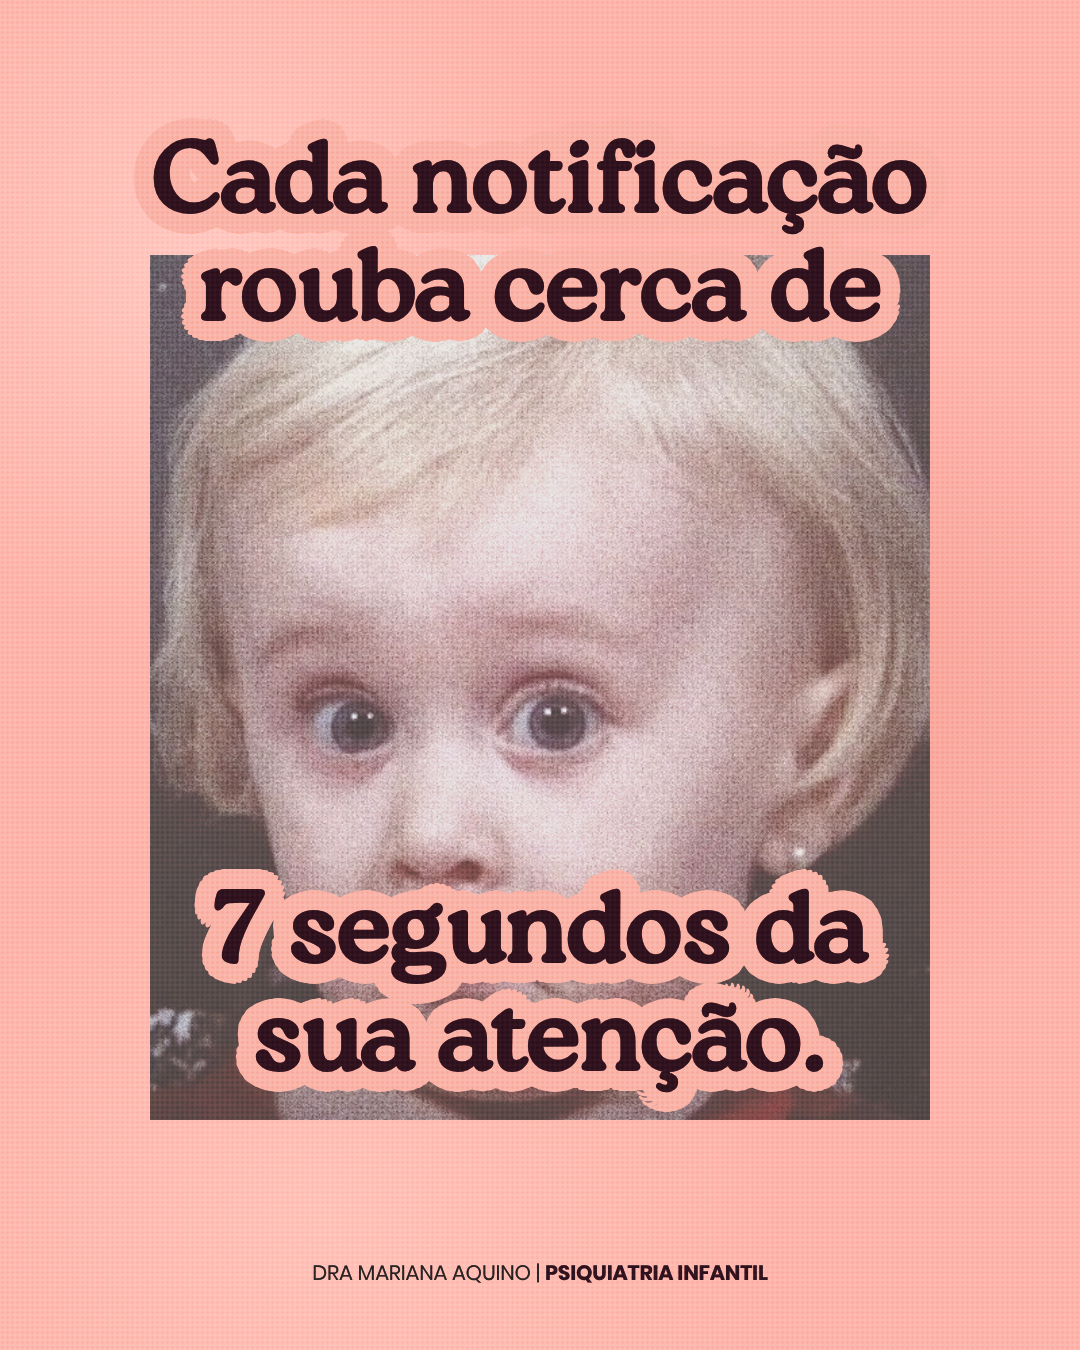 Cada notificação
rouba cerca de
7 segundos da
sua atenção.
DRA MARIANA AQUINO | PSIQUIATRIA INFANTIL